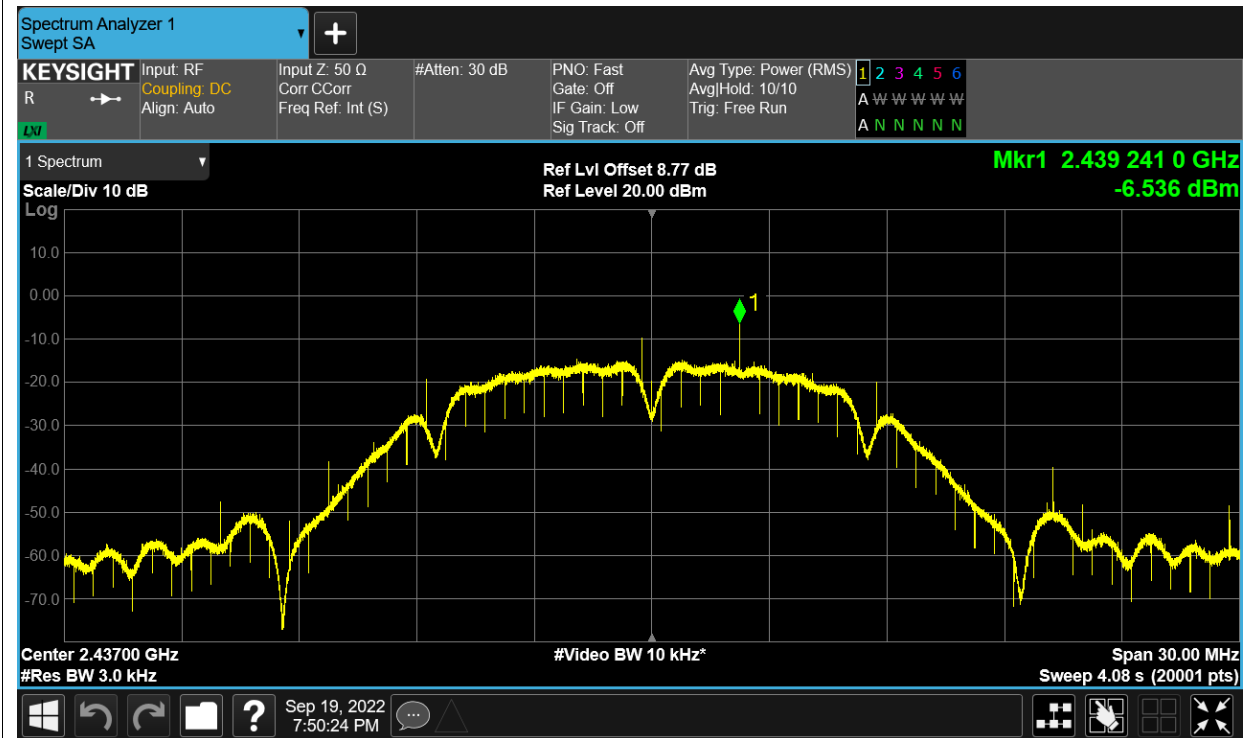 Spectrum Analyzer 1
Swept SA
+
KEYSIGHT
R
LXI
Input: RF
Coupling: DC
Align: Auto
Input Z: 50 Ω
Corr CCorr
Freq Ref: Int (S)
#Atten: 30 dB
PNO: Fast
Gate: Off
IF Gain: Low
Sig Track: Off
Avg Type: Power (RMS)
Avg|Hold: 10/10
Trig: Free Run
1 2 3 4 5 6
A W W W W W
A N N N N N
1 Spectrum
Scale/Div 10 dB
Ref Lvl Offset 8.77 dB
Ref Level 20.00 dBm
Mkr1 2.439 241 0 GHz
-6.536 dBm
Log
10.0
0.00
-10.0
-20.0
-30.0
-40.0
-50.0
-60.0
-70.0
1
Center 2.43700 GHz
#Res BW 3.0 kHz
#Video BW 10 kHz*
Span 30.00 MHz
Sweep 4.08 s (20001 pts)
?
Sep 19, 2022
7:50:24 PM